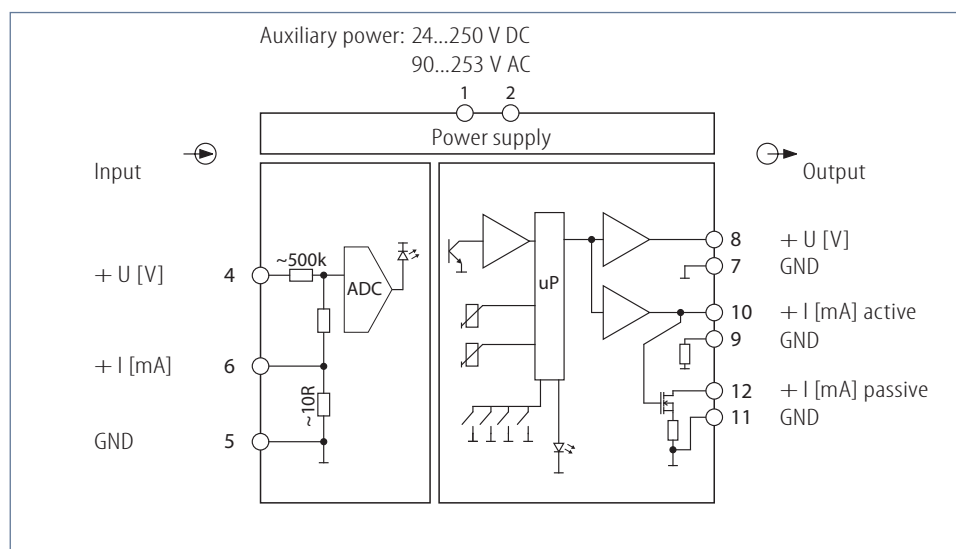 Auxiliary power: 24...250 V DC
90...253 V AC
1 2
Power supply
Input
Output
+ U [V] 4
~500k
ADC
uP
8 + U [V]
7 GND
10 + I [mA] active
9 GND
+ I [mA] 6
~10R
12 + I [mA] passive
11 GND
GND 5